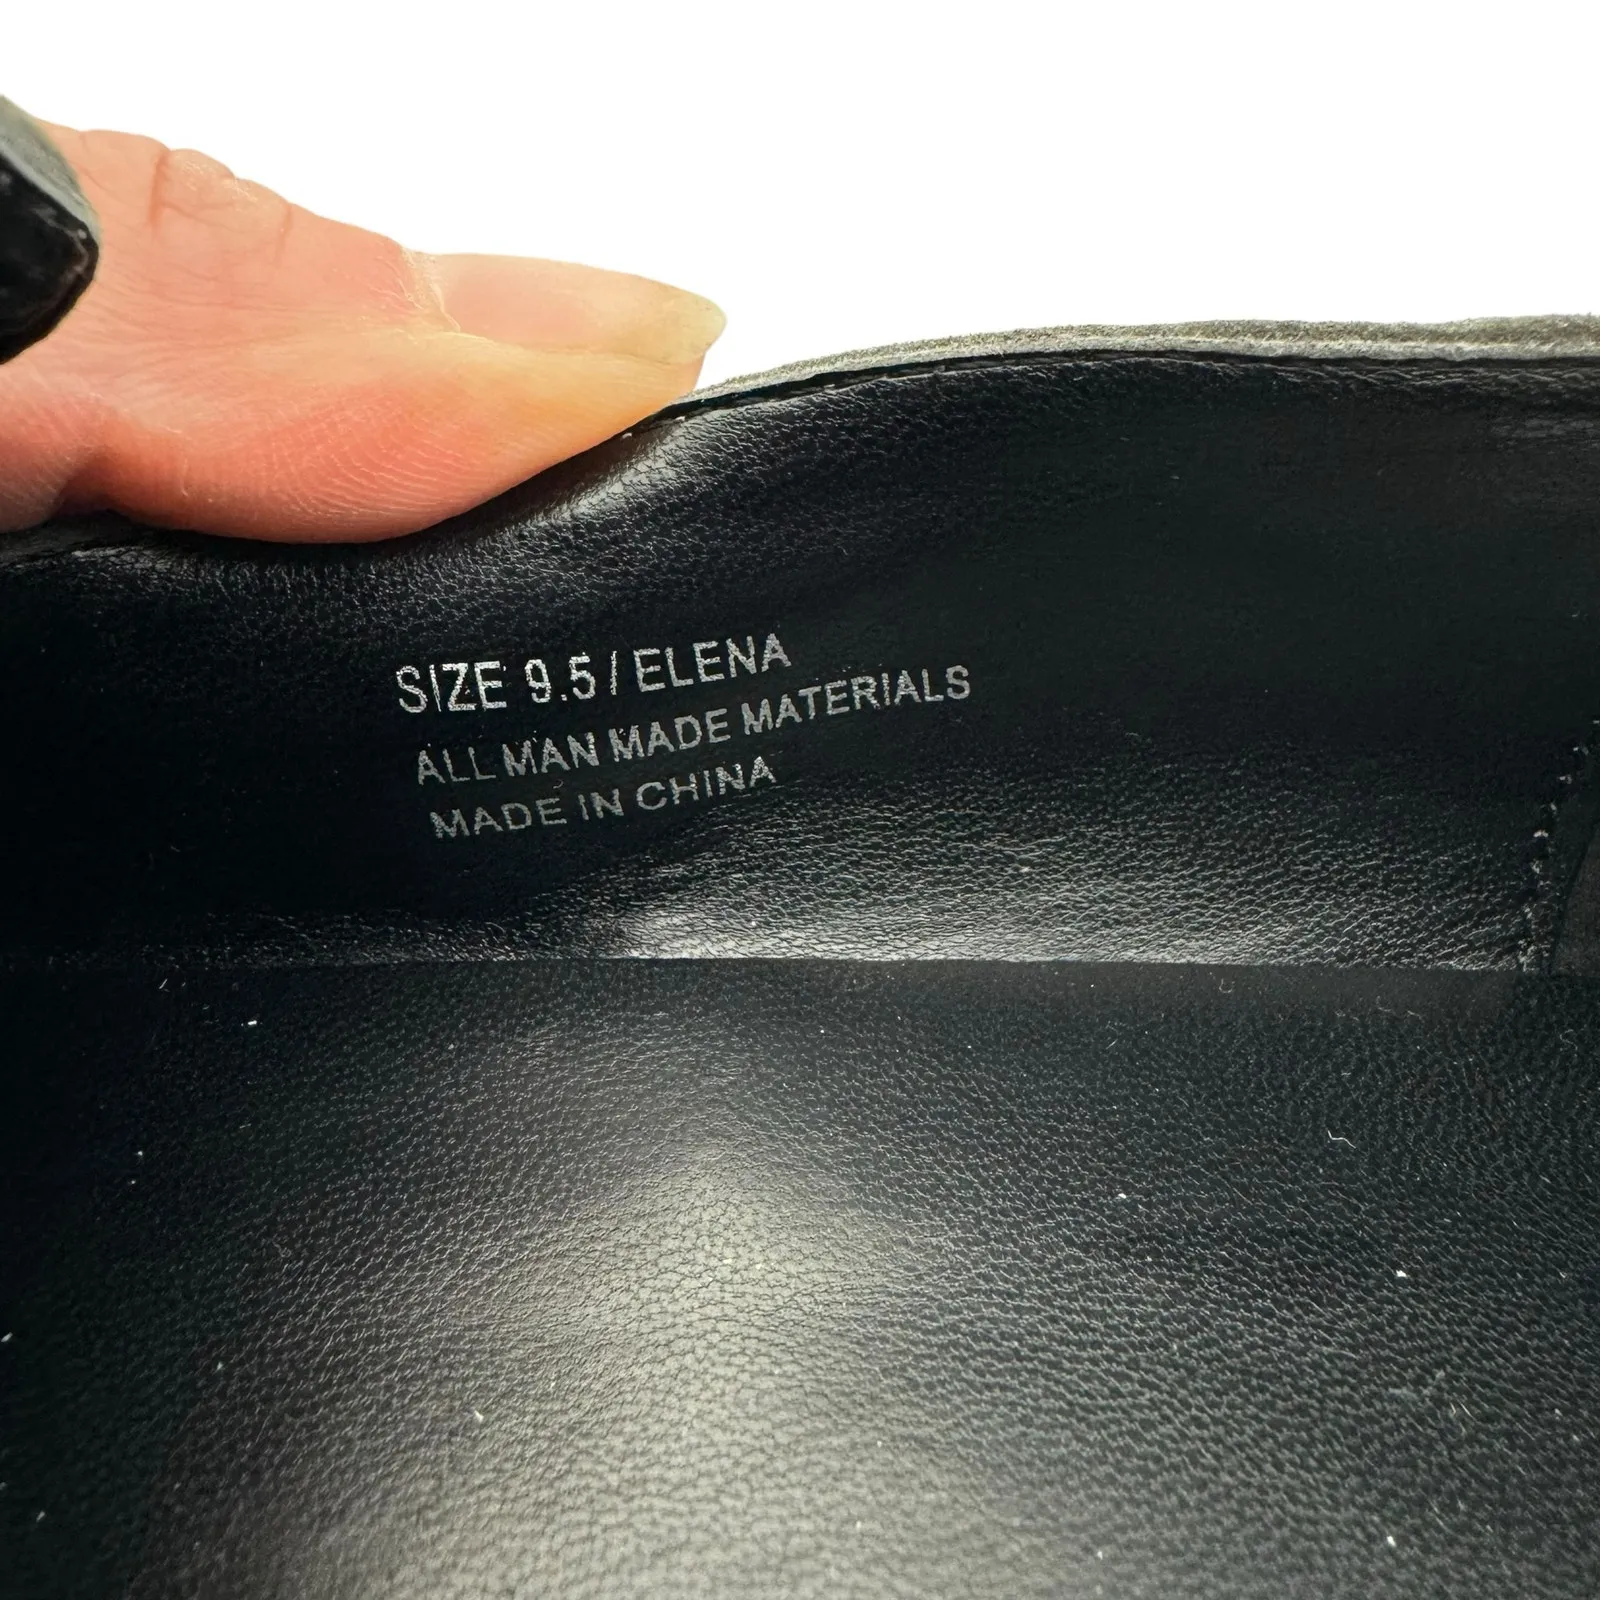 SIZE 9.5 / ELENA
ALL MAN MADE MATERIALS
MADE IN CHINA